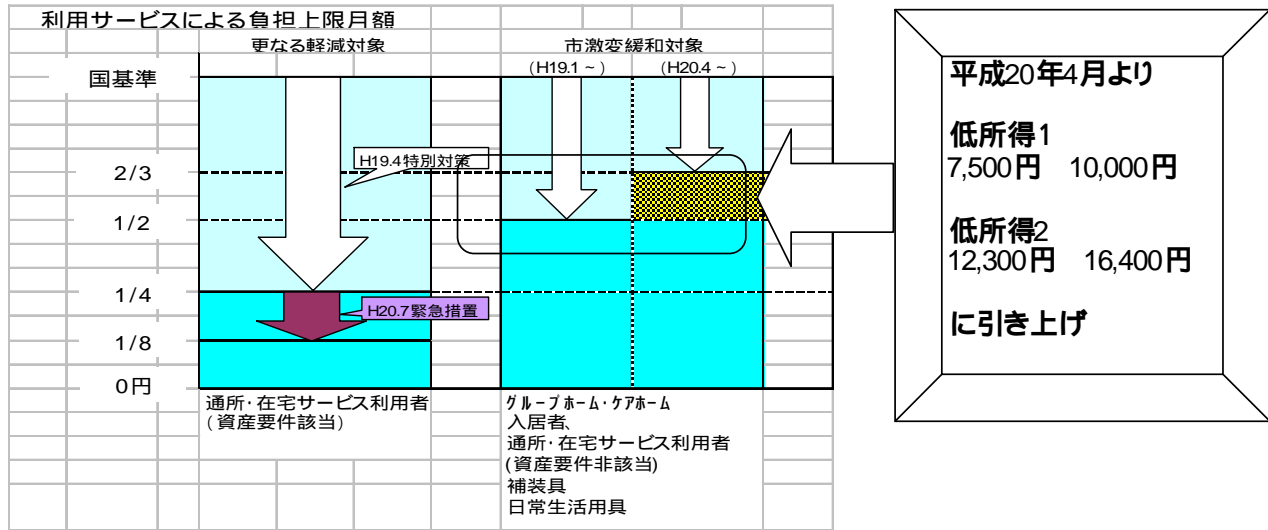 利用サービスによる負担上限月額
更なる軽減対象
市激変緩和対象
(H19.1～)
(H20.4～)
国基準
2/3
1/2
1/4
1/8
0円
H19.4特別対策
H20.7緊急措置
通所･在宅サービス利用者
(資産要件該当)
グループホーム･ケアホーム
入居者、
通所･在宅サービス利用者
(資産要件非該当)
補装具
日常生活用具
平成20年4月より
低所得1
7,500円 10,000円
低所得2
12,300円 16,400円
に引き上げ